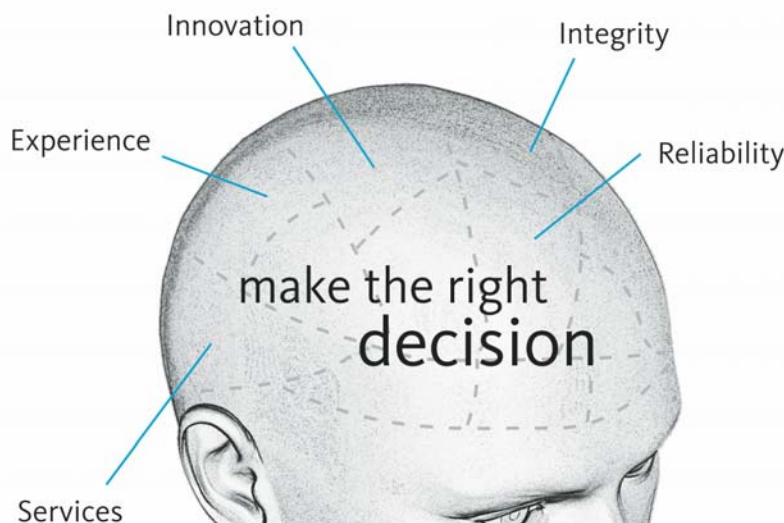 Innovation
Integrity
Experience
Reliability
make the right
decision
Services